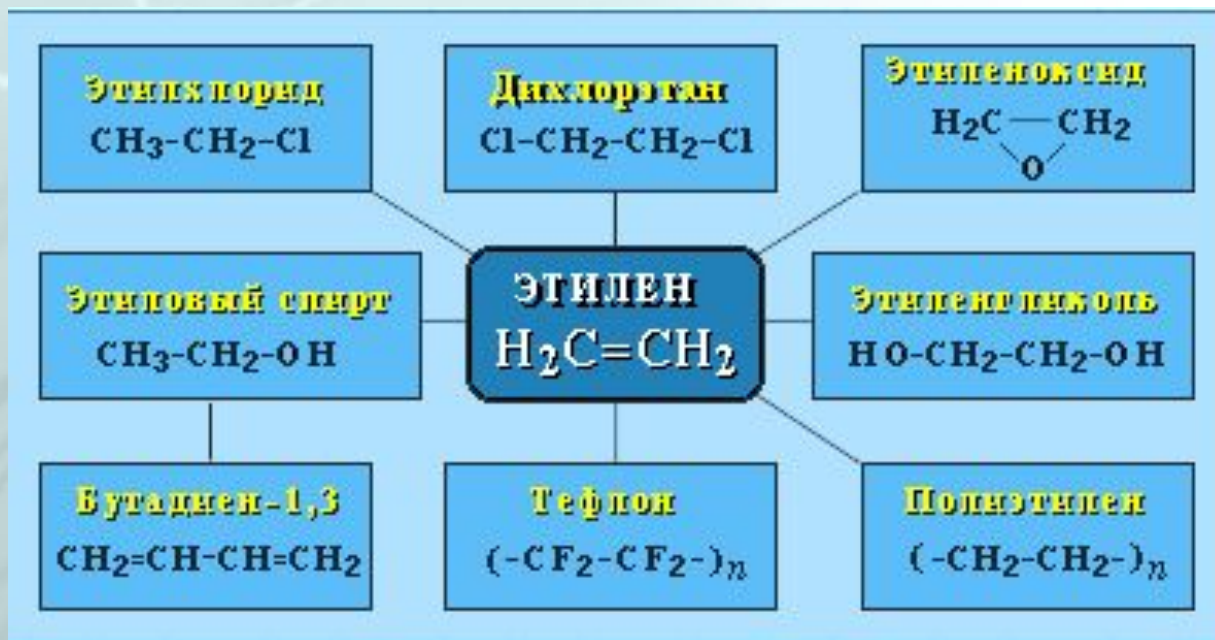 Этилхлорид
CH₃-CH₂-Cl
Дихлорэтан
Cl-CH₂-CH₂-Cl
Этиленоксид
H₂C — CH₂
O
Этиловый спирт
CH₃-CH₂-OH
ЭТИЛЕН
H₂C=CH₂
Этиленгликоль
HO-CH₂-CH₂-OH
Бутадиен-1,3
CH₂=CH-CH=CH₂
Тефлон
(-CF₂-CF₂-)n
Полиэтилен
(-CH₂-CH₂-)n